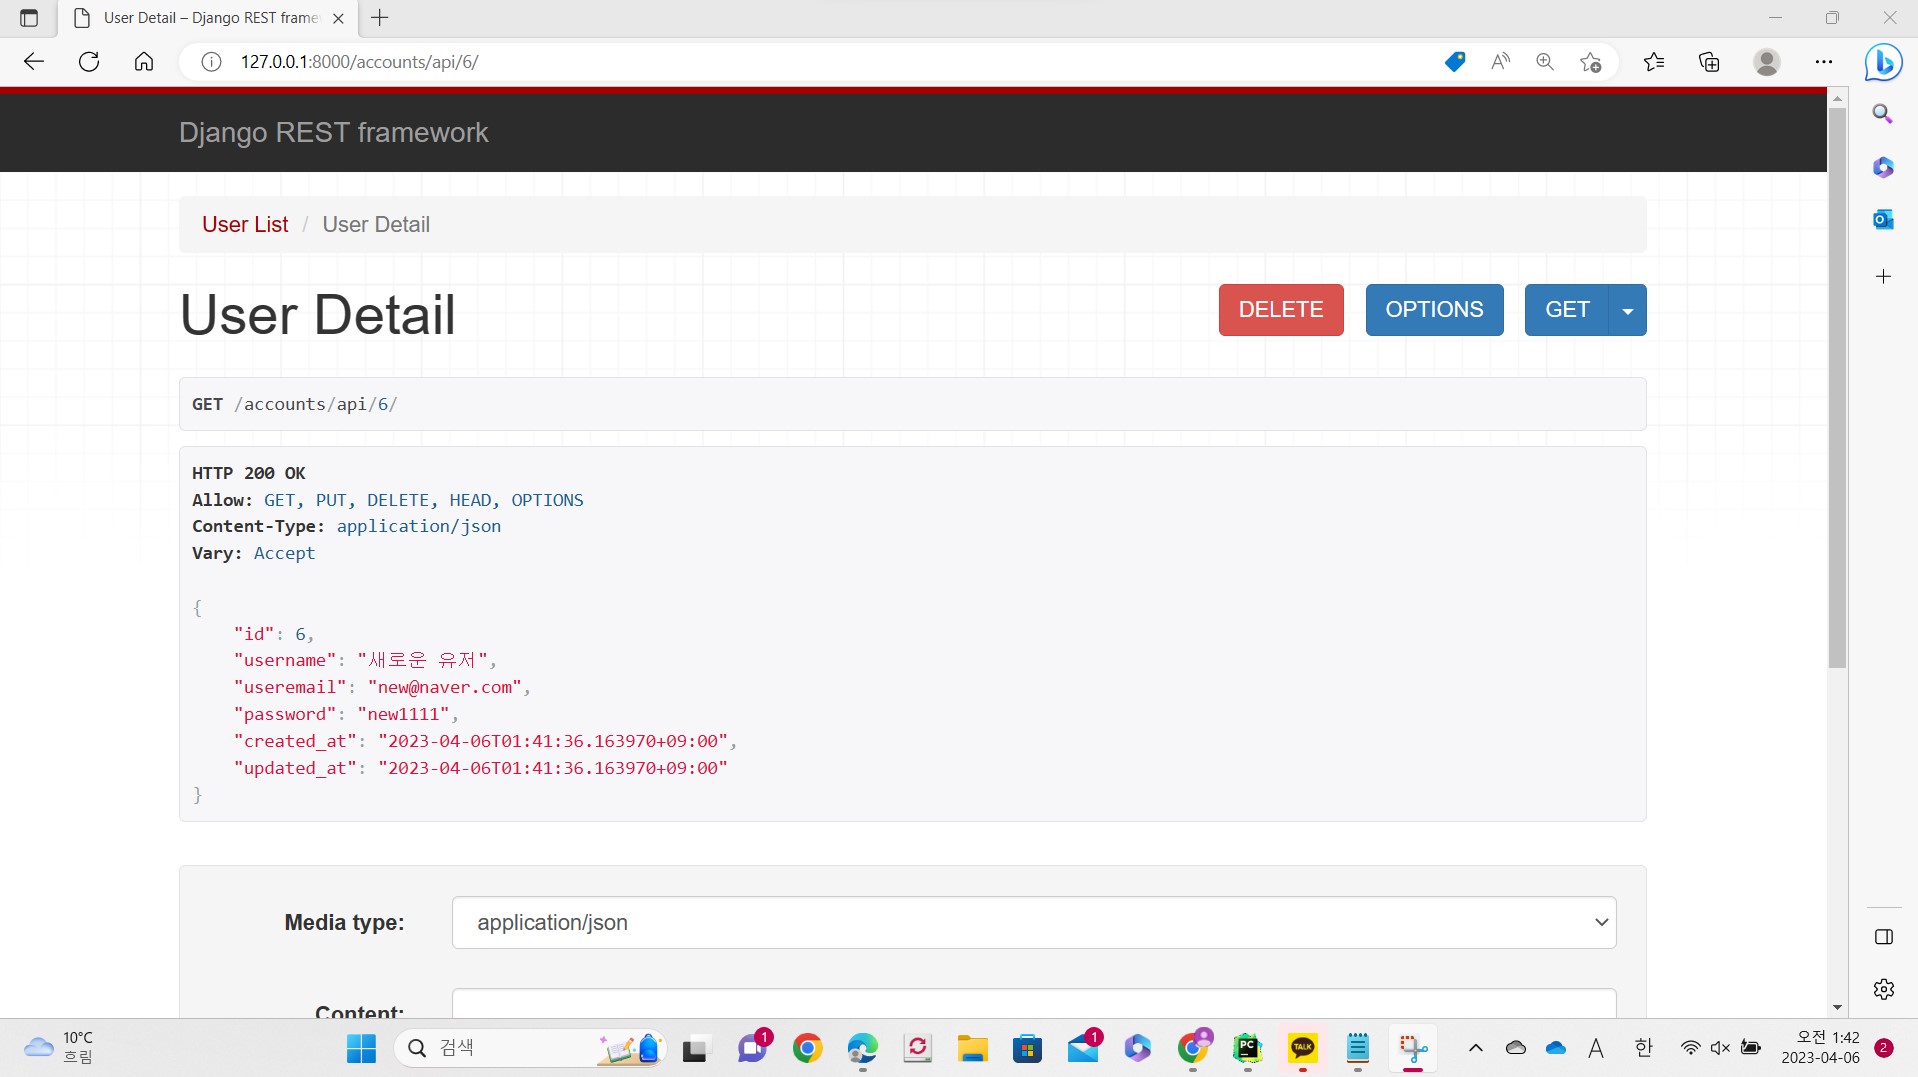 User Detail – Django REST frame
127.0.0.1:8000/accounts/api/6/
Django REST framework
User List / User Detail
User Detail
DELETE
OPTIONS
GET
GET /accounts/api/6/
HTTP 200 OK
Allow: GET, PUT, DELETE, HEAD, OPTIONS
Content-Type: application/json
Vary: Accept
{
"id": 6,
"username": "새로운 유저",
"useremail": "new@naver.com",
"password": "new1111",
"created_at": "2023-04-06T01:41:36.163970+09:00",
"updated_at": "2023-04-06T01:41:36.163970+09:00"
}
Media type:
application/json
Content:
10°C
흐림
검색
1
1
PC
TALK
A
한
오전 1:42
2023-04-06
2